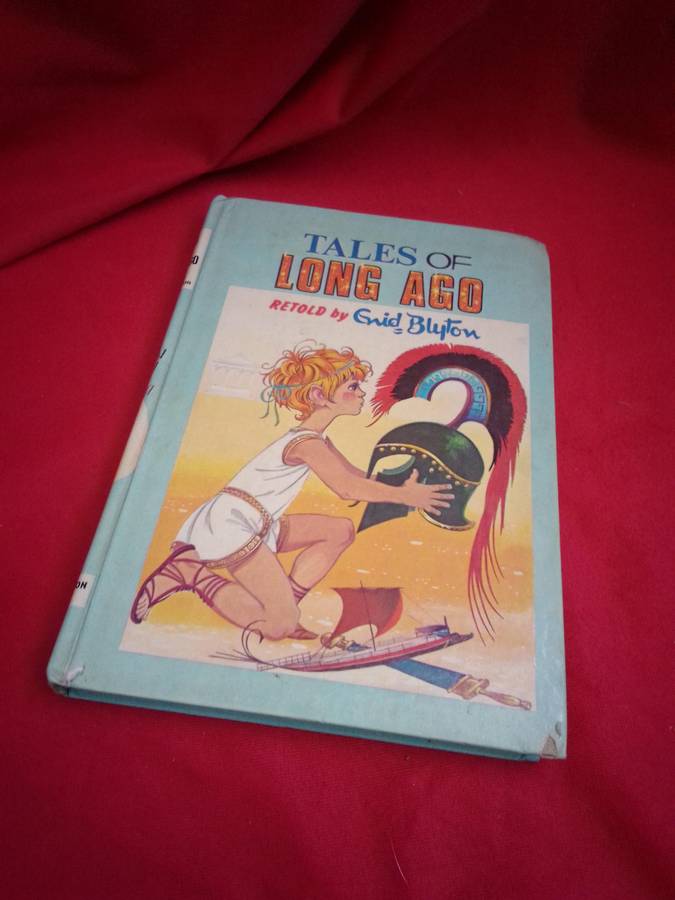 TALES OF
LONG AGO
RETOLD by Enid Blyton